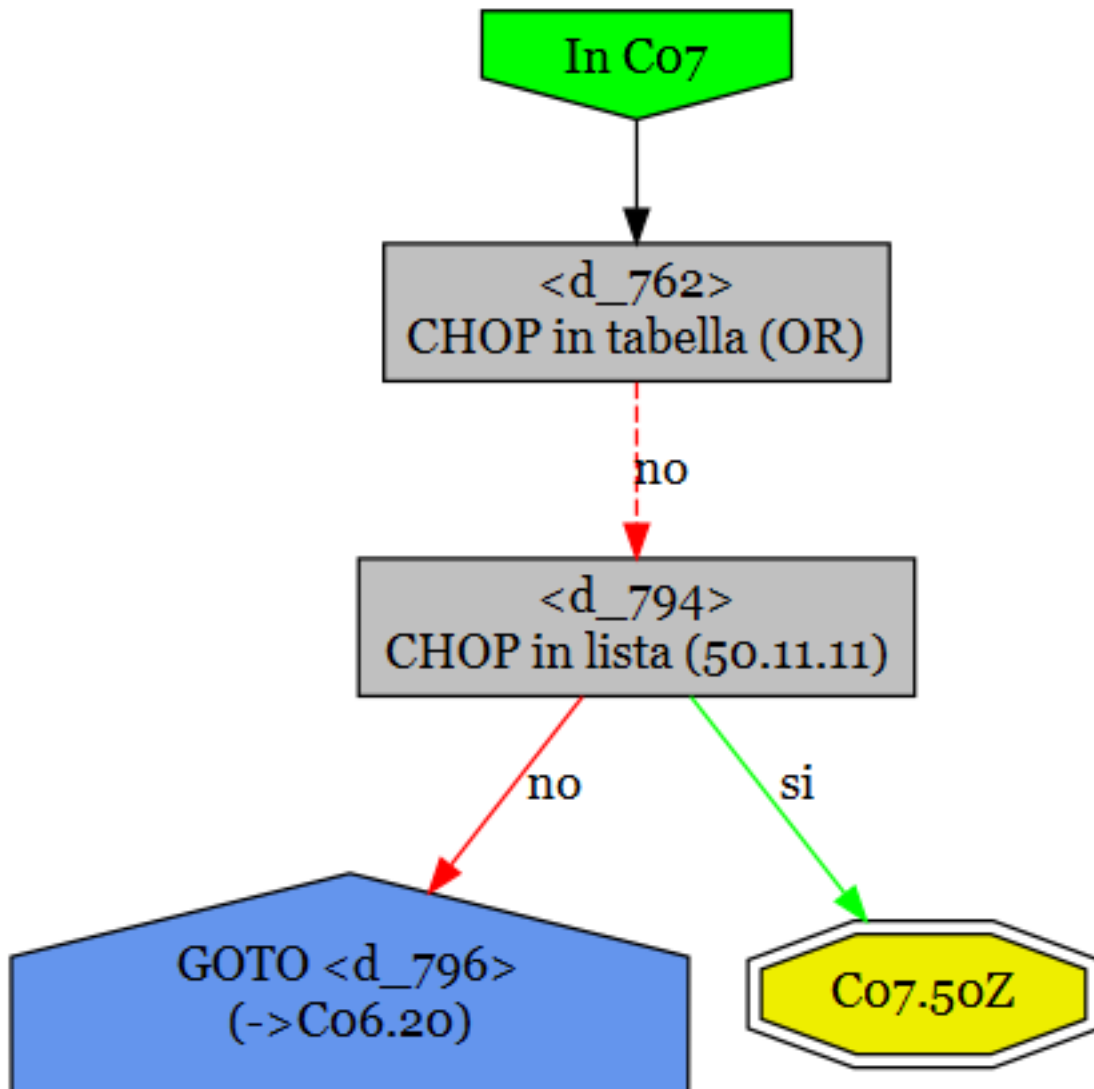 In C07
<d_762>
CHOP in tabella (OR)
no
<d_794>
CHOP in lista (50.11.11)
no
si
GOTO <d_796>
(->C06.20)
C07.50Z